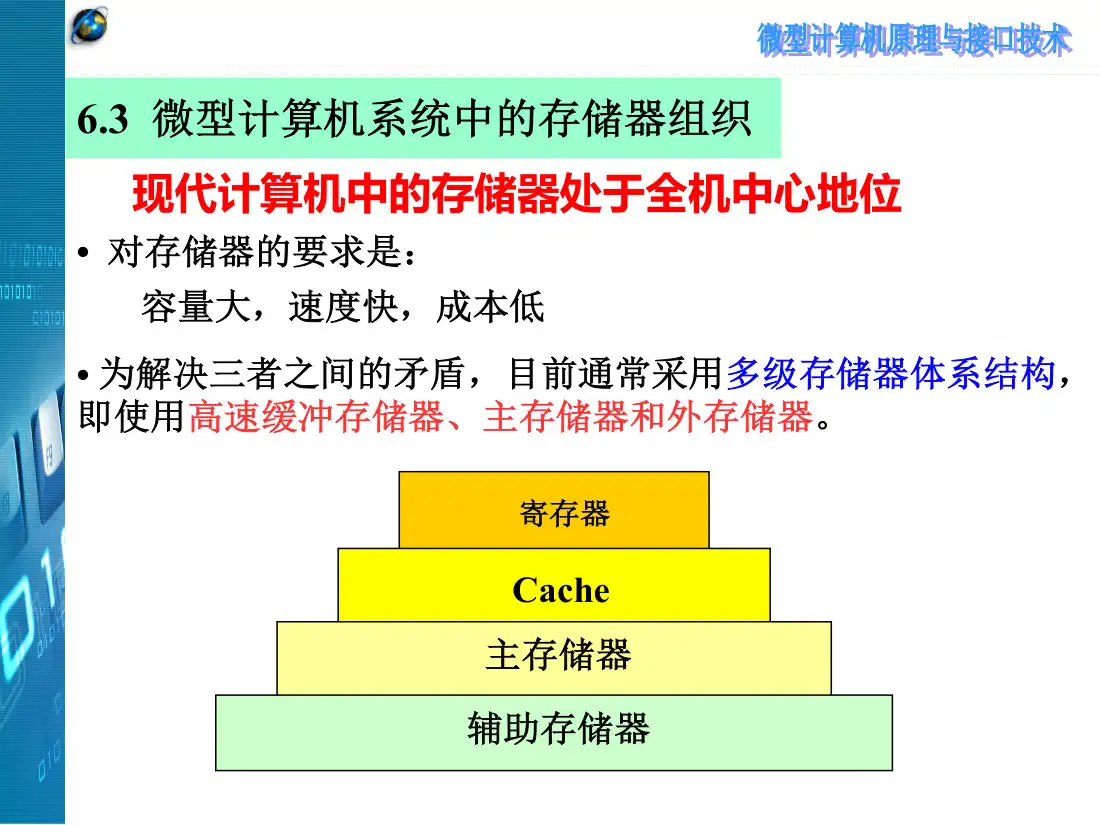 微型计算机原理与接口技术
6.3 微型计算机系统中的存储器组织
现代计算机中的存储器处于全机中心地位
• 对存储器的要求是：
容量大，速度快，成本低
• 为解决三者之间的矛盾，目前通常采用多级存储器体系结构，
即使用高速缓冲存储器、主存储器和外存储器。
寄存器
Cache
主存储器
辅助存储器